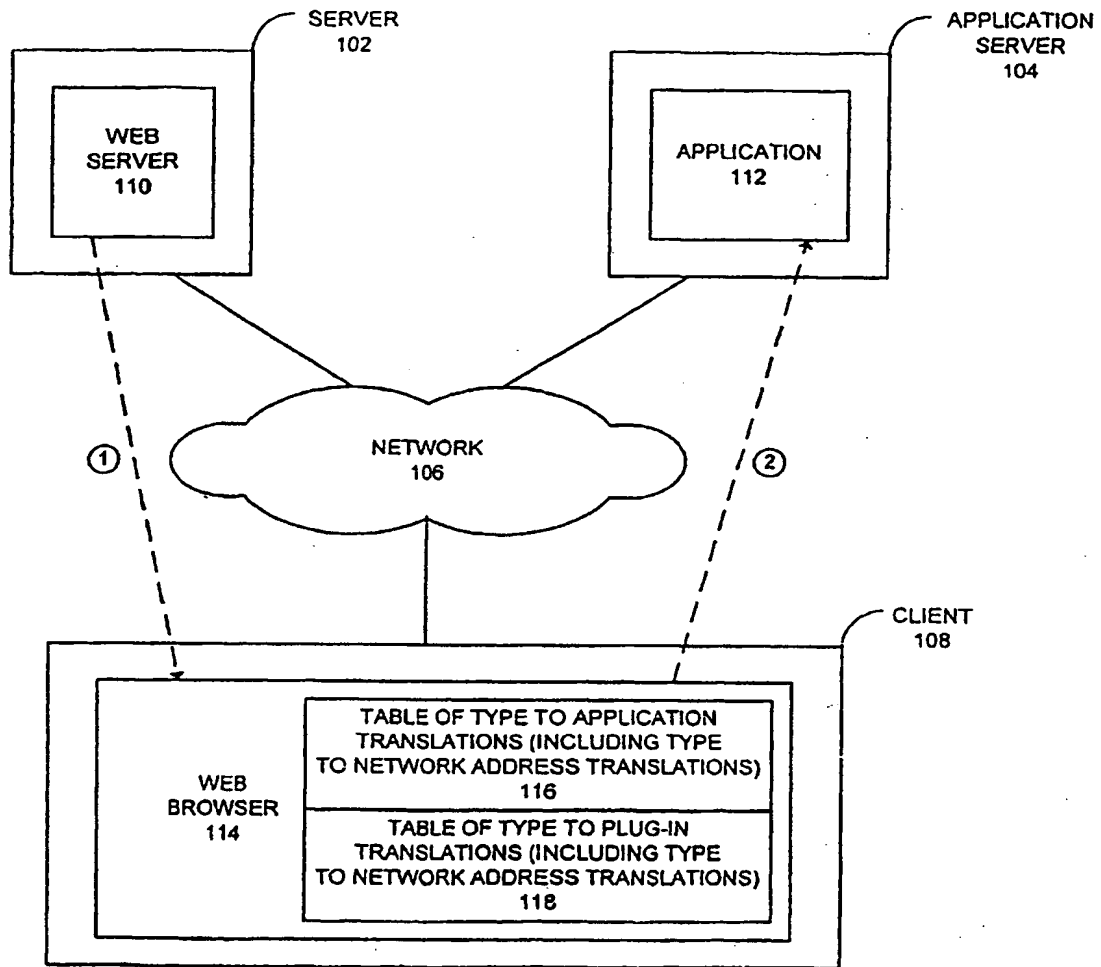 SERVER
102
APPLICATION
SERVER
104
WEB
SERVER
110
APPLICATION
112
NETWORK
106
1
2
CLIENT
108
WEB
BROWSER
114
TABLE OF TYPE TO APPLICATION
TRANSLATIONS (INCLUDING TYPE
TO NETWORK ADDRESS TRANSLATIONS)
116
TABLE OF TYPE TO PLUG-IN
TRANSLATIONS (INCLUDING TYPE
TO NETWORK ADDRESS TRANSLATIONS)
118